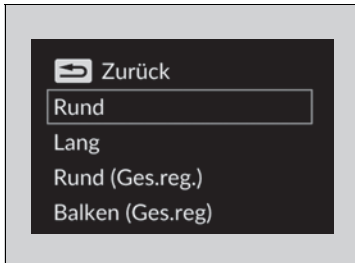 Zurück
Rund
Lang
Rund (Ges.reg.)
Balken (Ges.reg)